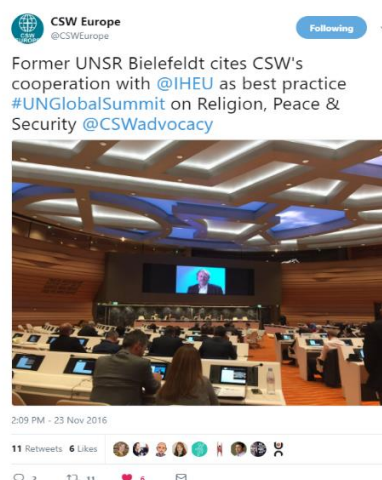 CSW Europe
@CSWEurope
Following
Former UNSR Bielefeldt cites CSW's
cooperation with @IHEU as best practice
#UNGlobalSummit on Religion, Peace &
Security @CSWadvocacy
2:09 PM - 23 Nov 2016
11 Retweets 6 Likes